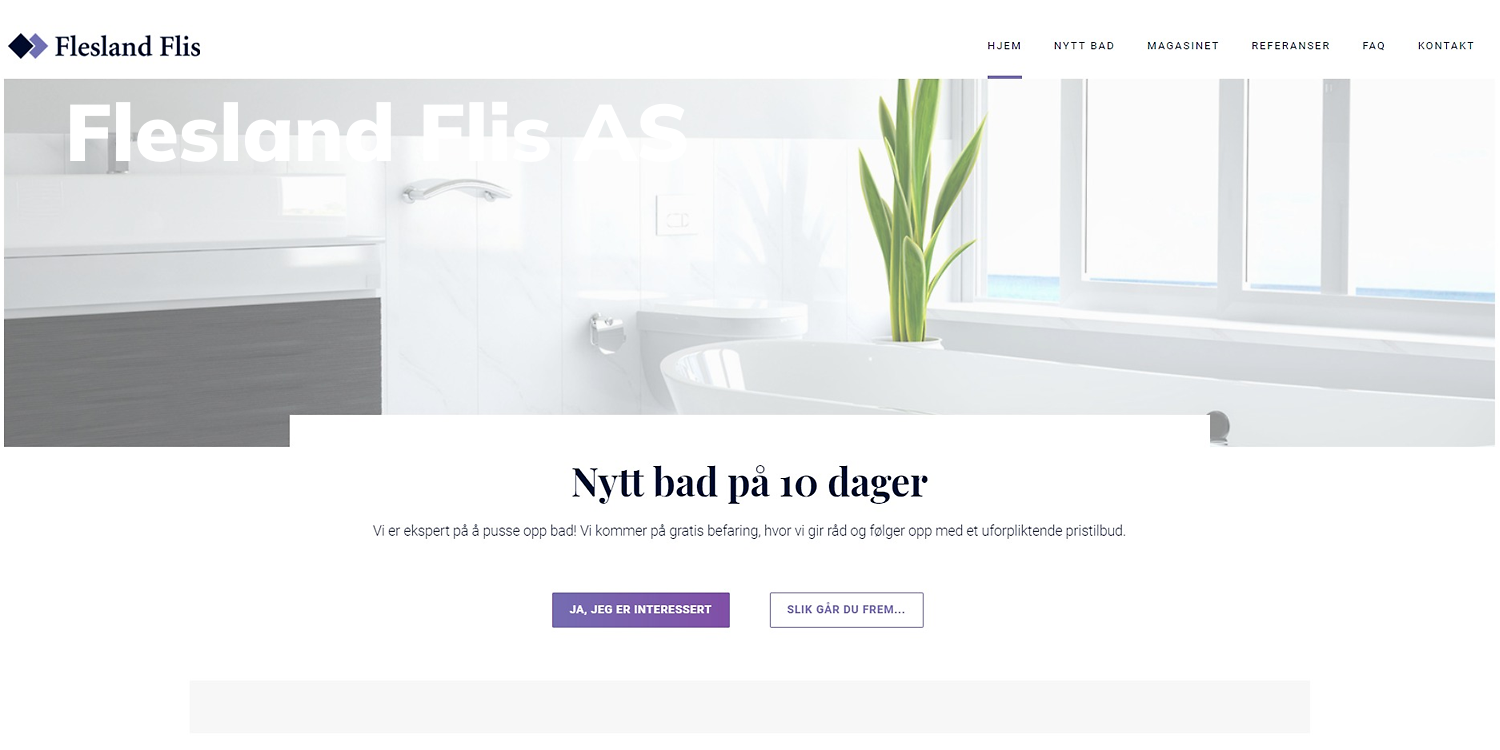 Flesland Flis
HJEM NYTT BAD MAGASINET REFERANSER FAQ KONTAKT
Flesland Flis AS
Nytt bad på 10 dager
Vi er ekspert på å pusse opp bad! Vi kommer på gratis befaring, hvor vi gir råd og følger opp med et uforpliktende pristilbud.
JA, JEG ER INTERESSERT SLIK GÅR DU FREM...